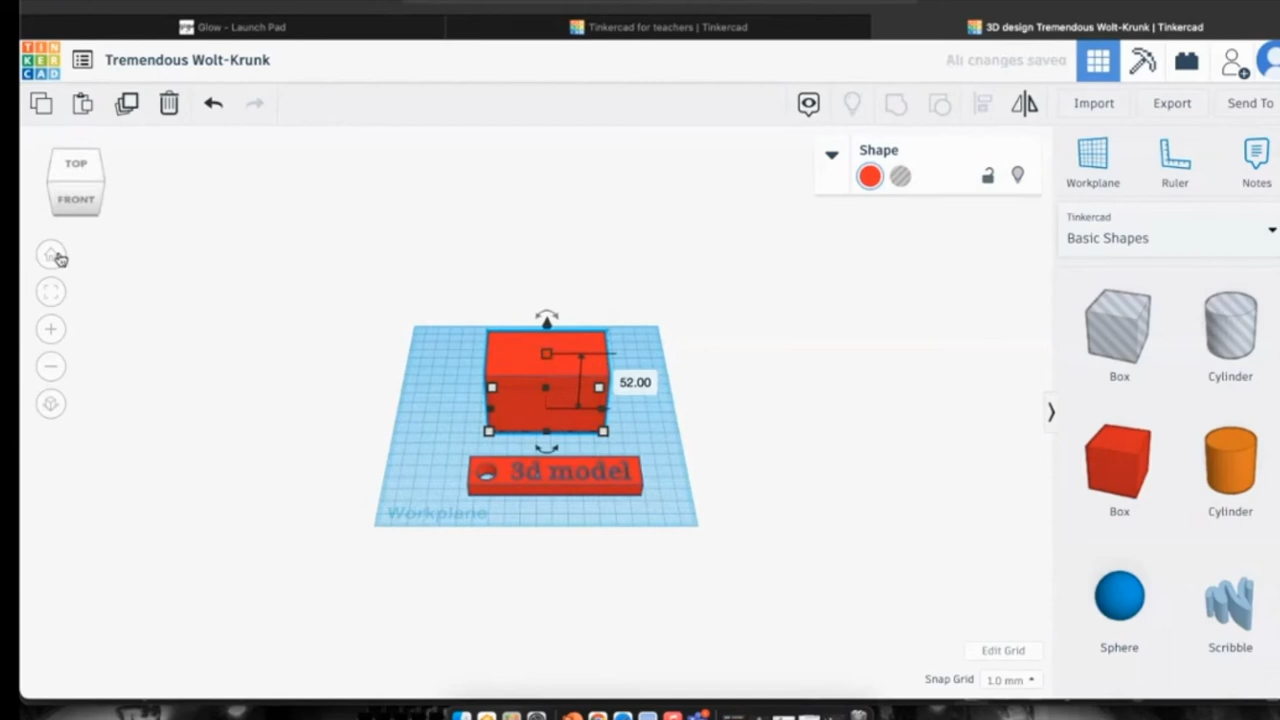 Glow - Launch Pad
Tinkercad for teachers | Tinkercad
3D design Tremendous Wolt-Krunk | Tinkercad
TIN
KER
CAD
Tremendous Wolt-Krunk
All changes saved
Import
Export
Send To
TOP
FRONT
Shape
Workplane
Ruler
Notes
Tinkercad
Basic Shapes
52.00
3d model
Workplane
Box
Cylinder
Box
Cylinder
Sphere
Scribble
Edit Grid
Snap Grid
1.0 mm